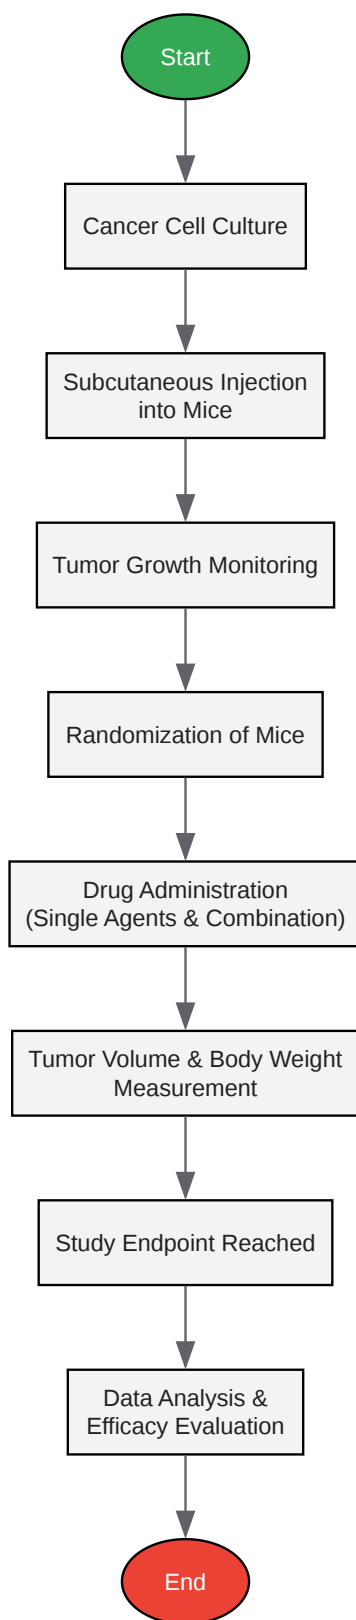 Start
Cancer Cell Culture
Subcutaneous Injection
into Mice
Tumor Growth Monitoring
Randomization of Mice
Drug Administration
(Single Agents & Combination)
Tumor Volume & Body Weight
Measurement
Study Endpoint Reached
Data Analysis &
Efficacy Evaluation
End